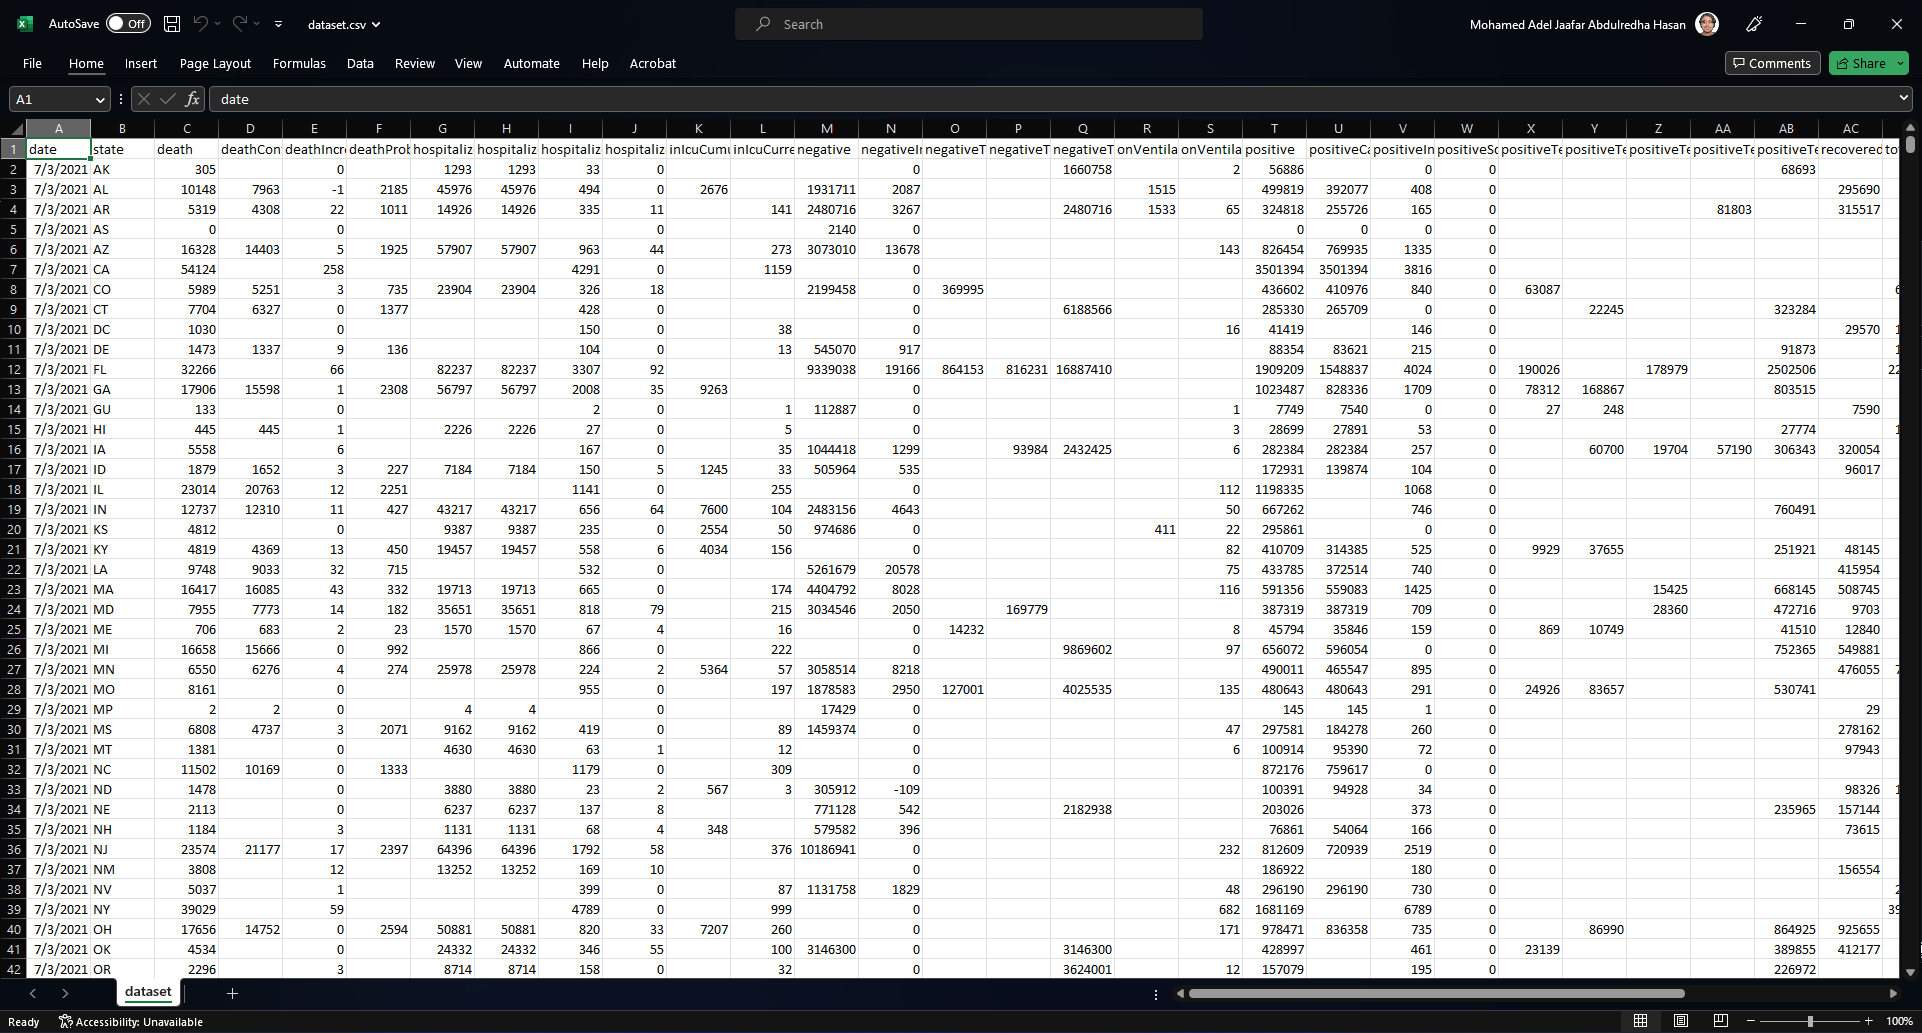 AutoSave Off dataset.csv Search Mohamed Adel Jaafar Abdulredha Hasan
File Home Insert Page Layout Formulas Data Review View Automate Help Acrobat Comments Share
A1 fx date
A B C D E F G H I J K L M N O P Q R S T U V W X Y Z AA AB AC
1 date state death deathCon deathIncre deathProb hospitaliz hospitaliz hospitaliz hospitaliz inIcuCumu inIcuCurre negative negativeIn negativeTe negativeTe negativeTe onVentila onVentila positive positiveCa positiveIn positiveSc positiveTe positiveTe positiveTe positiveTe positiveTe recovered tot
2 7/3/2021 AK 305 0 1293 1293 33 0 0 1660758 2 56886 0 0 68693
3 7/3/2021 AL 10148 7963 -1 2185 45976 45976 494 0 2676 1931711 2087 1515 499819 392077 408 0 295690
4 7/3/2021 AR 5319 4308 22 1011 14926 14926 335 11 141 2480716 3267 2480716 1533 65 324818 255726 165 0 81803 315517
5 7/3/2021 AS 0 0 0 2140 0 0 0 0
6 7/3/2021 AZ 16328 14403 5 1925 57907 57907 963 44 273 3073010 13678 143 826454 769935 1335 0
7 7/3/2021 CA 54124 258 4291 0 1159 0 3501394 3501394 3816 0
8 7/3/2021 CO 5989 5251 3 735 23904 23904 326 18 2199458 0 369995 436602 410976 840 0 63087 6
9 7/3/2021 CT 7704 6327 0 1377 428 0 0 6188566 285330 265709 0 0 22245 323284
10 7/3/2021 DC 1030 0 150 0 38 0 16 41419 146 0 29570 1
11 7/3/2021 DE 1473 1337 9 136 104 0 13 545070 917 88354 83621 215 0 91873 1
12 7/3/2021 FL 32266 66 82237 82237 3307 92 9339038 19166 864153 816231 16887410 1909209 1548837 4024 0 190026 178979 2502506 22
13 7/3/2021 GA 17906 15598 1 2308 56797 56797 2008 35 9263 0 1023487 828336 1709 0 78312 168867 803515
14 7/3/2021 GU 133 0 2 0 1 112887 0 1 7749 7540 0 0 27 248 7590
15 7/3/2021 HI 445 445 1 2226 2226 27 0 5 0 3 28699 27891 53 0 27774 1
16 7/3/2021 IA 5558 6 167 0 35 1044418 1299 93984 2432425 6 282384 282384 257 0 60700 19704 57190 306343 320054
17 7/3/2021 ID 1879 1652 3 227 7184 7184 150 5 1245 33 505964 535 172931 139874 104 0 96017
18 7/3/2021 IL 23014 20763 12 2251 1141 0 255 0 112 1198335 1068 0
19 7/3/2021 IN 12737 12310 11 427 43217 43217 656 64 7600 104 2483156 4643 50 667262 746 0 760491
20 7/3/2021 KS 4812 0 9387 9387 235 0 2554 50 974686 0 411 22 295861 0 0
21 7/3/2021 KY 4819 4369 13 450 19457 19457 558 6 4034 156 0 82 410709 314385 525 0 9929 37655 251921 48145
22 7/3/2021 LA 9748 9033 32 715 532 0 5261679 20578 75 433785 372514 740 0 415954
23 7/3/2021 MA 16417 16085 43 332 19713 19713 665 0 174 4404792 8028 116 591356 559083 1425 0 15425 668145 508745
24 7/3/2021 MD 7955 7773 14 182 35651 35651 818 79 215 3034546 2050 169779 387319 387319 709 0 28360 472716 9703
25 7/3/2021 ME 706 683 2 23 1570 1570 67 4 16 0 14232 8 45794 35846 159 0 869 10749 41510 12840
26 7/3/2021 MI 16658 15666 0 992 866 0 222 0 9869602 97 656072 596054 0 0 752365 549881
27 7/3/2021 MN 6550 6276 4 274 25978 25978 224 2 5364 57 3058514 8218 490011 465547 895 0 476055 7
28 7/3/2021 MO 8161 0 955 0 197 1878583 2950 127001 4025535 135 480643 480643 291 0 24926 83657 530741
29 7/3/2021 MP 2 2 0 4 4 0 17429 0 145 145 1 0 29
30 7/3/2021 MS 6808 4737 3 2071 9162 9162 419 0 89 1459374 0 47 297581 184278 260 0 278162
31 7/3/2021 MT 1381 0 4630 4630 63 1 12 0 6 100914 95390 72 0 97943
32 7/3/2021 NC 11502 10169 0 1333 1179 0 309 0 872176 759617 0 0
33 7/3/2021 ND 1478 0 3880 3880 23 2 567 3 305912 -109 100391 94928 34 0 98326 1
34 7/3/2021 NE 2113 0 6237 6237 137 8 771128 542 2182938 203026 373 0 235965 157144
35 7/3/2021 NH 1184 3 1131 1131 68 4 348 579582 396 76861 54064 166 0 73615
36 7/3/2021 NJ 23574 21177 17 2397 64396 64396 1792 58 376 10186941 0 232 812609 720939 2519 0
37 7/3/2021 NM 3808 12 13252 13252 169 10 0 186922 180 0 156554
38 7/3/2021 NV 5037 1 399 0 87 1131758 1829 48 296190 296190 730 0 2
39 7/3/2021 NY 39029 59 4789 0 999 0 682 1681169 6789 0 39
40 7/3/2021 OH 17656 14752 0 2594 50881 50881 820 33 7207 260 0 171 978471 836358 735 0 86990 864925 925655
41 7/3/2021 OK 4534 0 24332 24332 346 55 100 3146300 0 3146300 428997 461 0 23139 389855 412177
42 7/3/2021 OR 2296 3 8714 8714 158 0 32 0 3624001 12 157079 195 0 226972
dataset
Ready Accessibility: Unavailable 100%